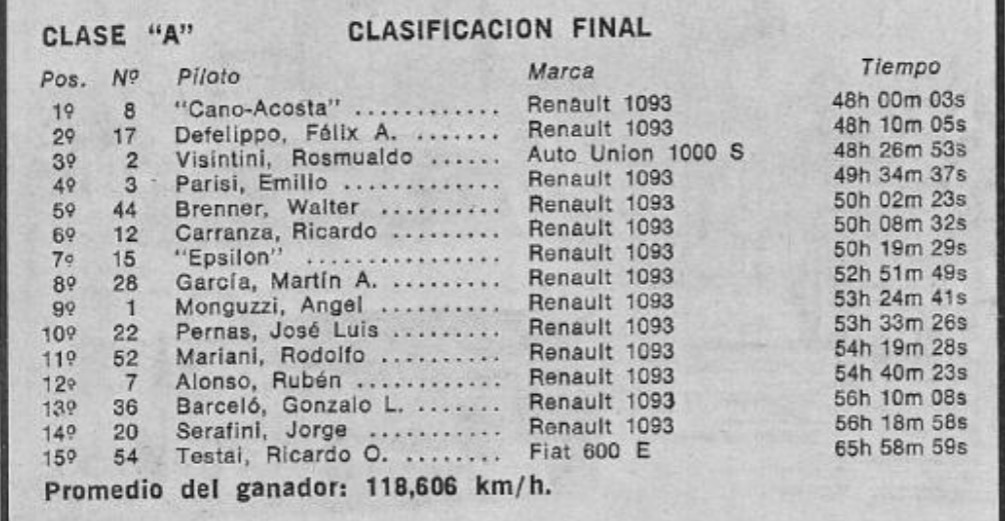 CLASE “A” CLASIFICACION FINAL
Pos. Nº Piloto Marca Tiempo
1º 8 "Cano-Acosta" ............ Renault 1093 48h 00m 03s
2º 17 Defelippo, Félix A. ....... Renault 1093 48h 10m 05s
3º 2 Visintini, Rosmualdo ...... Auto Union 1000 S 48h 26m 53s
4º 3 Parisi, Emilio ............. Renault 1093 49h 34m 37s
5º 44 Brenner, Walter .......... Renault 1093 50h 02m 23s
6º 12 Carranza, Ricardo ......... Renault 1093 50h 08m 32s
7º 15 "Epsilon" ................ Renault 1093 50h 19m 29s
8º 28 García, Martín A. ......... Renault 1093 52h 51m 49s
9º 1 Monguzzi, Angel .......... Renault 1093 53h 24m 41s
10º 22 Pernas, José Luis ......... Renault 1093 53h 33m 26s
11º 52 Mariani, Rodolfo .......... Renault 1093 54h 19m 28s
12º 7 Alonso, Rubén ............ Renault 1093 54h 40m 23s
13º 36 Barceló, Gonzalo L. ....... Renault 1093 56h 10m 08s
14º 20 Serafini, Jorge ........... Renault 1093 56h 18m 58s
15º 54 Testai, Ricardo O. ........ Fiat 600 E 65h 58m 59s
Promedio del ganador: 118,606 km/h.